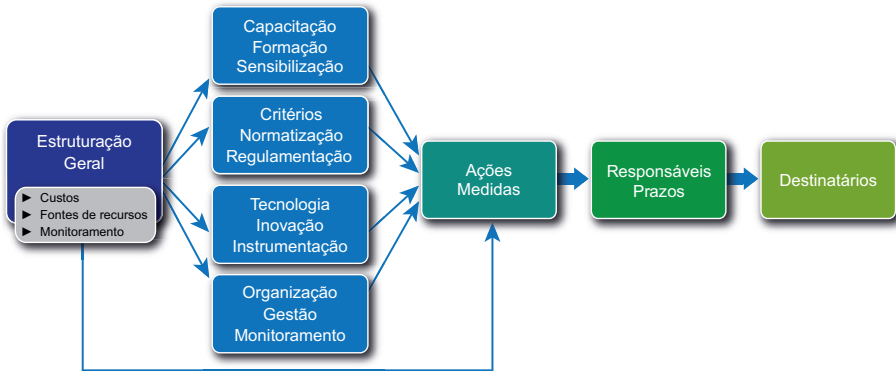 Estruturação
Geral
► Custos
► Fontes de recursos
► Monitoramento
Capacitação
Formação
Sensibilização
Critérios
Normatização
Regulamentação
Tecnologia
Inovação
Instrumentação
Organização
Gestão
Monitoramento
Ações
Medidas
Responsáveis
Prazos
Destinatários